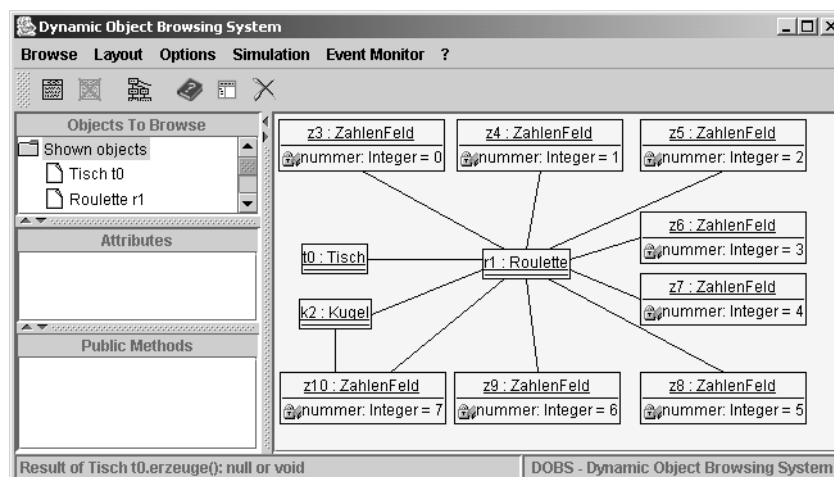 Dynamic Object Browsing System
Browse Layout Options Simulation Event Monitor ?
Objects To Browse
Shown objects
Tisch t0
Roulette r1
Attributes
Public Methods
z3 : ZahlenFeld
nummer: Integer = 0
z4 : ZahlenFeld
nummer: Integer = 1
z5 : ZahlenFeld
nummer: Integer = 2
z6 : ZahlenFeld
nummer: Integer = 3
t0 : Tisch
r1 : Roulette
z7 : ZahlenFeld
nummer: Integer = 4
k2 : Kugel
z10 : ZahlenFeld
nummer: Integer = 7
z9 : ZahlenFeld
nummer: Integer = 6
z8 : ZahlenFeld
nummer: Integer = 5
Result of Tisch t0.erzeuge(): null or void
DOBS - Dynamic Object Browsing System